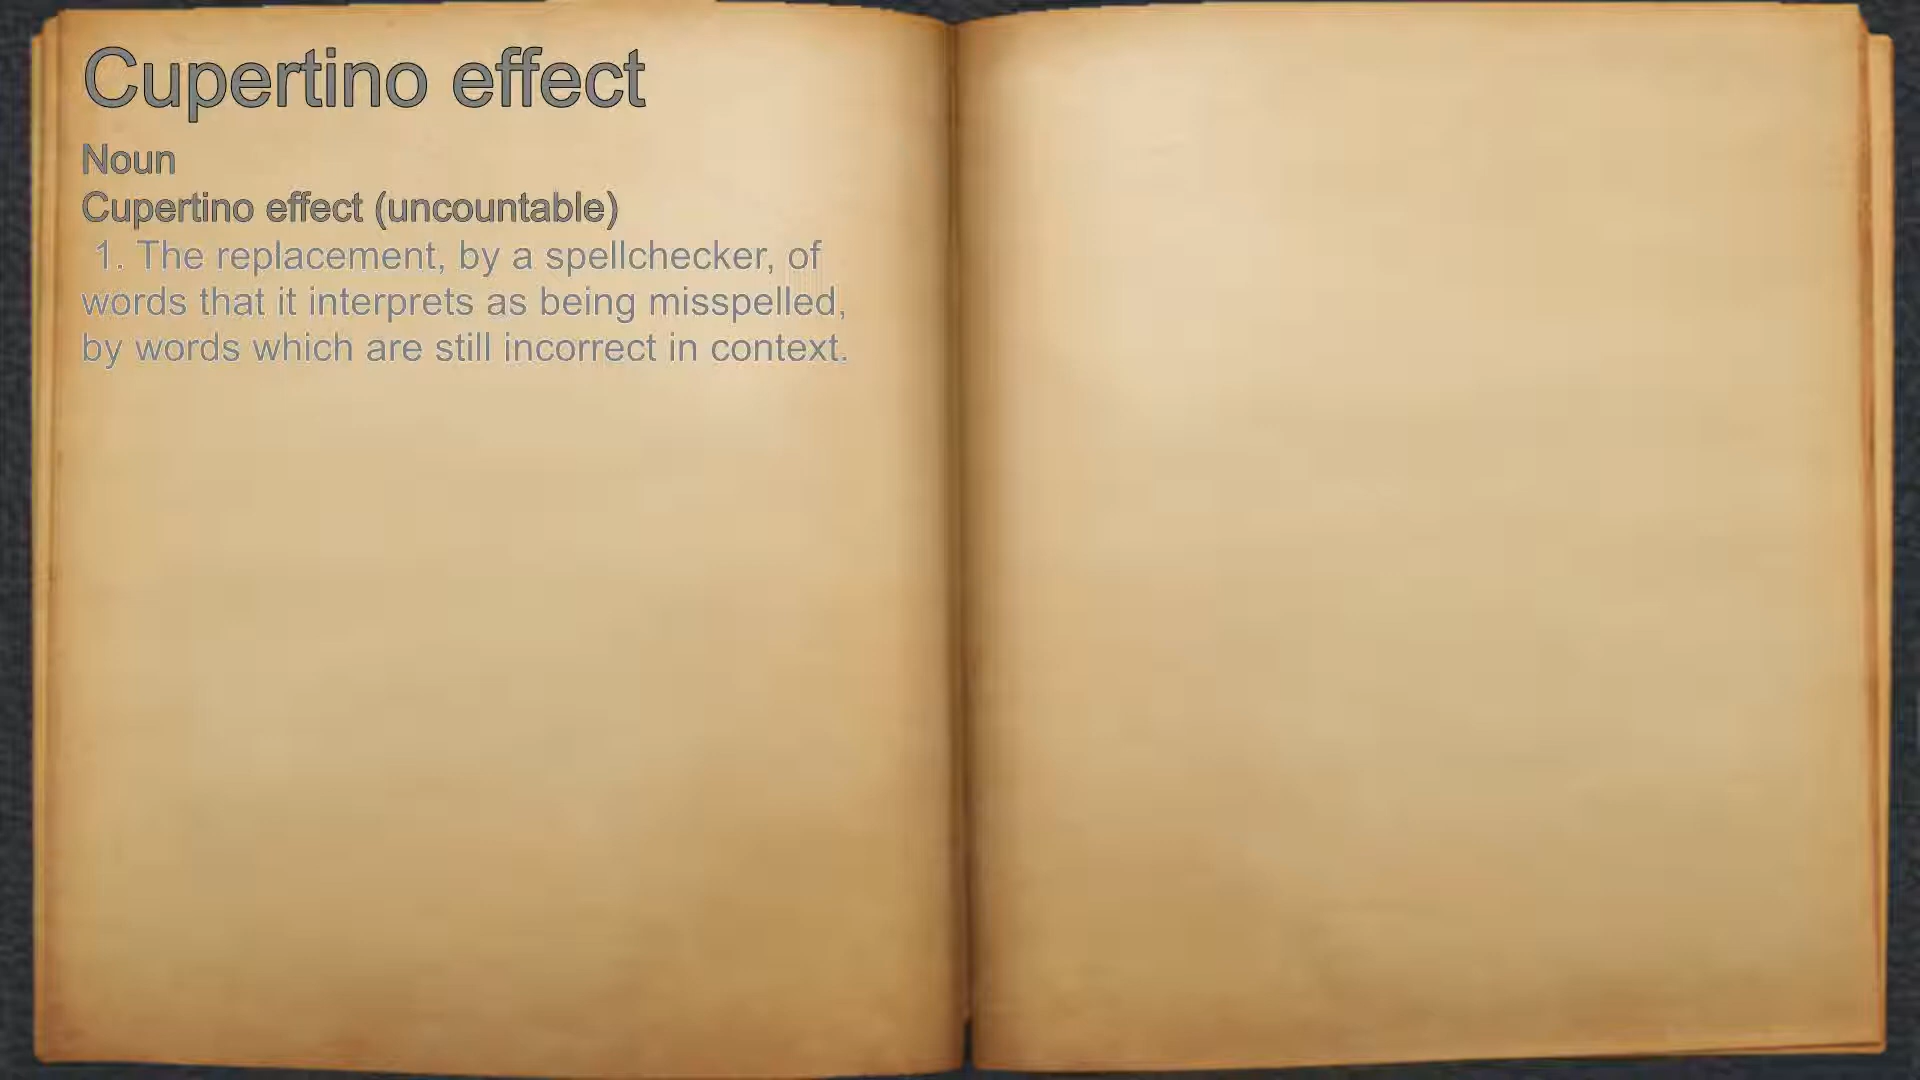 Cupertino effect
Noun
Cupertino effect (uncountable)
1. The replacement, by a spellchecker, of
words that it interprets as being misspelled,
by words which are still incorrect in context.